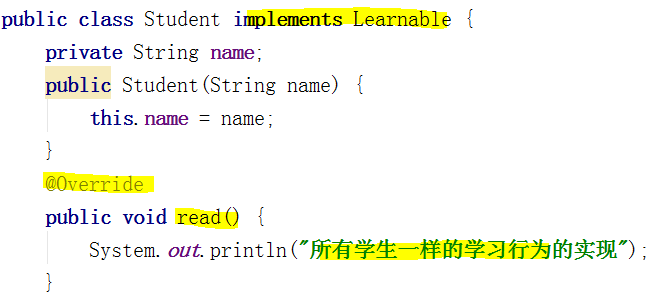 public class Student implements Learnable {
    private String name;
    public Student(String name) {
        this.name = name;
    }
    @Override
    public void read() {
        System.out.println("所有学生一样的学习行为的实现");
    }